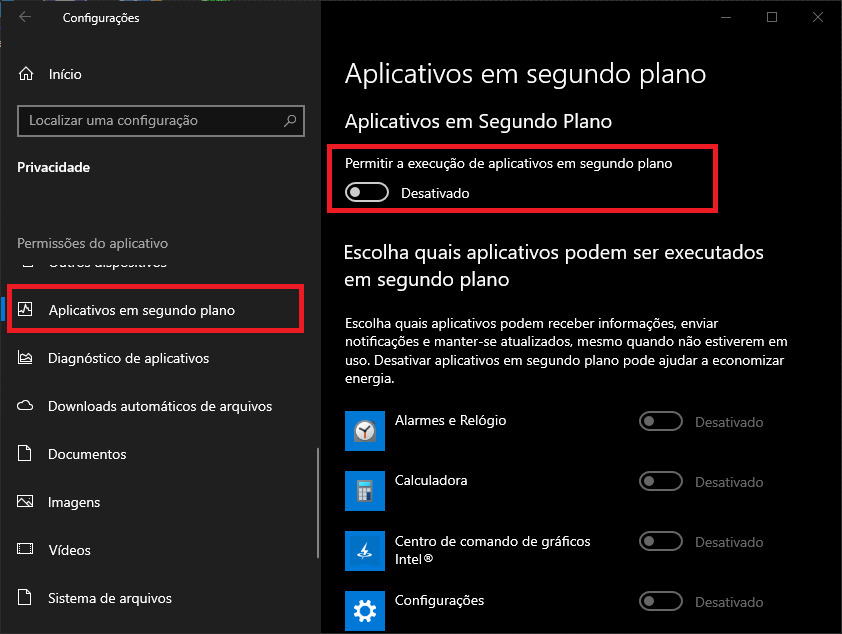 Configurações
Início
Localizar uma configuração
Privacidade
Permissões do aplicativo
Outros dispositivos
Aplicativos em segundo plano
Diagnóstico de aplicativos
Downloads automáticos de arquivos
Documentos
Imagens
Vídeos
Sistema de arquivos
Aplicativos em segundo plano
Aplicativos em Segundo Plano
Permitir a execução de aplicativos em segundo plano
Desativado
Escolha quais aplicativos podem ser executados
em segundo plano
Escolha quais aplicativos podem receber informações, enviar
notificações e manter-se atualizados, mesmo quando não estiverem em
uso. Desativar aplicativos em segundo plano pode ajudar a economizar
energia.
Alarmes e Relógio
Desativado
Calculadora
Desativado
Centro de comando de gráficos
Intel®
Desativado
Configurações
Desativado